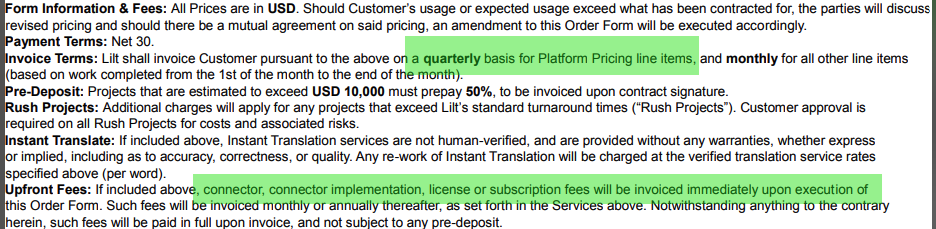 Form Information & Fees: All Prices are in USD. Should Customer's usage or expected usage exceed what has been contracted for, the parties will discuss
revised pricing and should there be a mutual agreement on said pricing, an amendment to this Order Form will be executed accordingly.
Payment Terms: Net 30.
Invoice Terms: Lilt shall invoice Customer pursuant to the above on a quarterly basis for Platform Pricing line items, and monthly for all other line items
(based on work completed from the 1st of the month to the end of the month).
Pre-Deposit: Projects that are estimated to exceed USD 10,000 must prepay 50%, to be invoiced upon contract signature.
Rush Projects: Additional charges will apply for any projects that exceed Lilt's standard turnaround times ("Rush Projects"). Customer approval is
required on all Rush Projects for costs and associated risks.
Instant Translate: If included above, Instant Translation services are not human-verified, and are provided without any warranties, whether express
or implied, including as to accuracy, correctness, or quality. Any re-work of Instant Translation will be charged at the verified translation service rates
specified above (per word).
Upfront Fees: If included above, connector, connector implementation, license or subscription fees will be invoiced immediately upon execution of
this Order Form. Such fees will be invoiced monthly or annually thereafter, as set forth in the Services above. Notwithstanding anything to the contrary
herein, such fees will be paid in full upon invoice, and not subject to any pre-deposit.